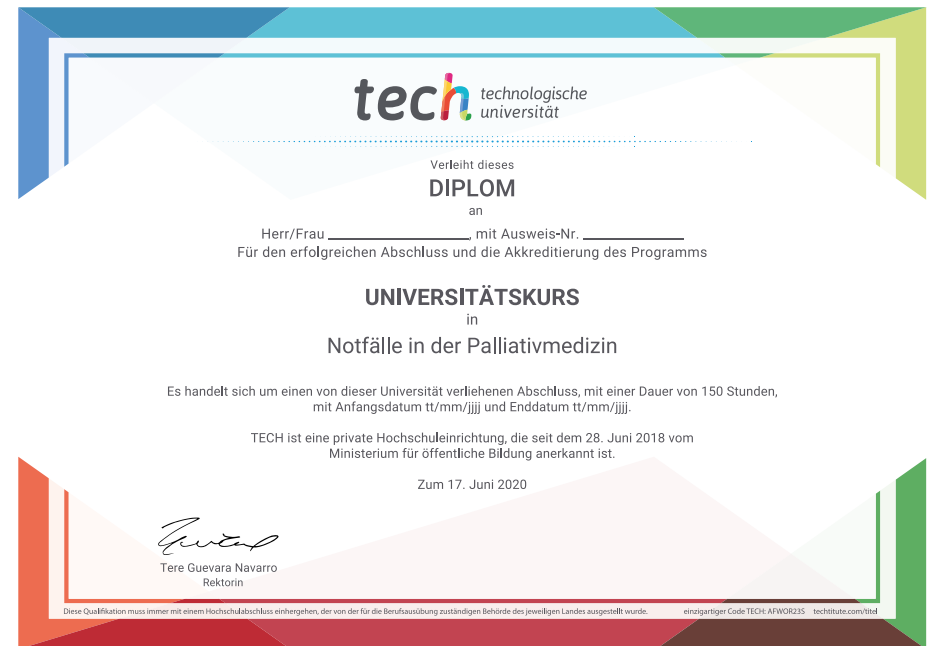 tech technologische
universität
Verleiht dieses
DIPLOM
an
Herr/Frau ____________________, mit Ausweis-Nr. ______________
Für den erfolgreichen Abschluss und die Akkreditierung des Programms
UNIVERSITÄTSKURS
in
Notfälle in der Palliativmedizin
Es handelt sich um einen von dieser Universität verliehenen Abschluss, mit einer Dauer von 150 Stunden,
mit Anfangsdatum tt/mm/jjjj und Enddatum tt/mm/jjjj.
TECH ist eine private Hochschuleinrichtung, die seit dem 28. Juni 2018 vom
Ministerium für öffentliche Bildung anerkannt ist.
Zum 17. Juni 2020
Tere Guevara Navarro
Rektorin
Diese Qualifikation muss immer mit einem Hochschulabschluss einhergehen, der von der für die Berufsausübung zuständigen Behörde des jeweiligen Landes ausgestellt wurde. einzigartiger Code TECH: AFWOR23S techtitute.com/titel